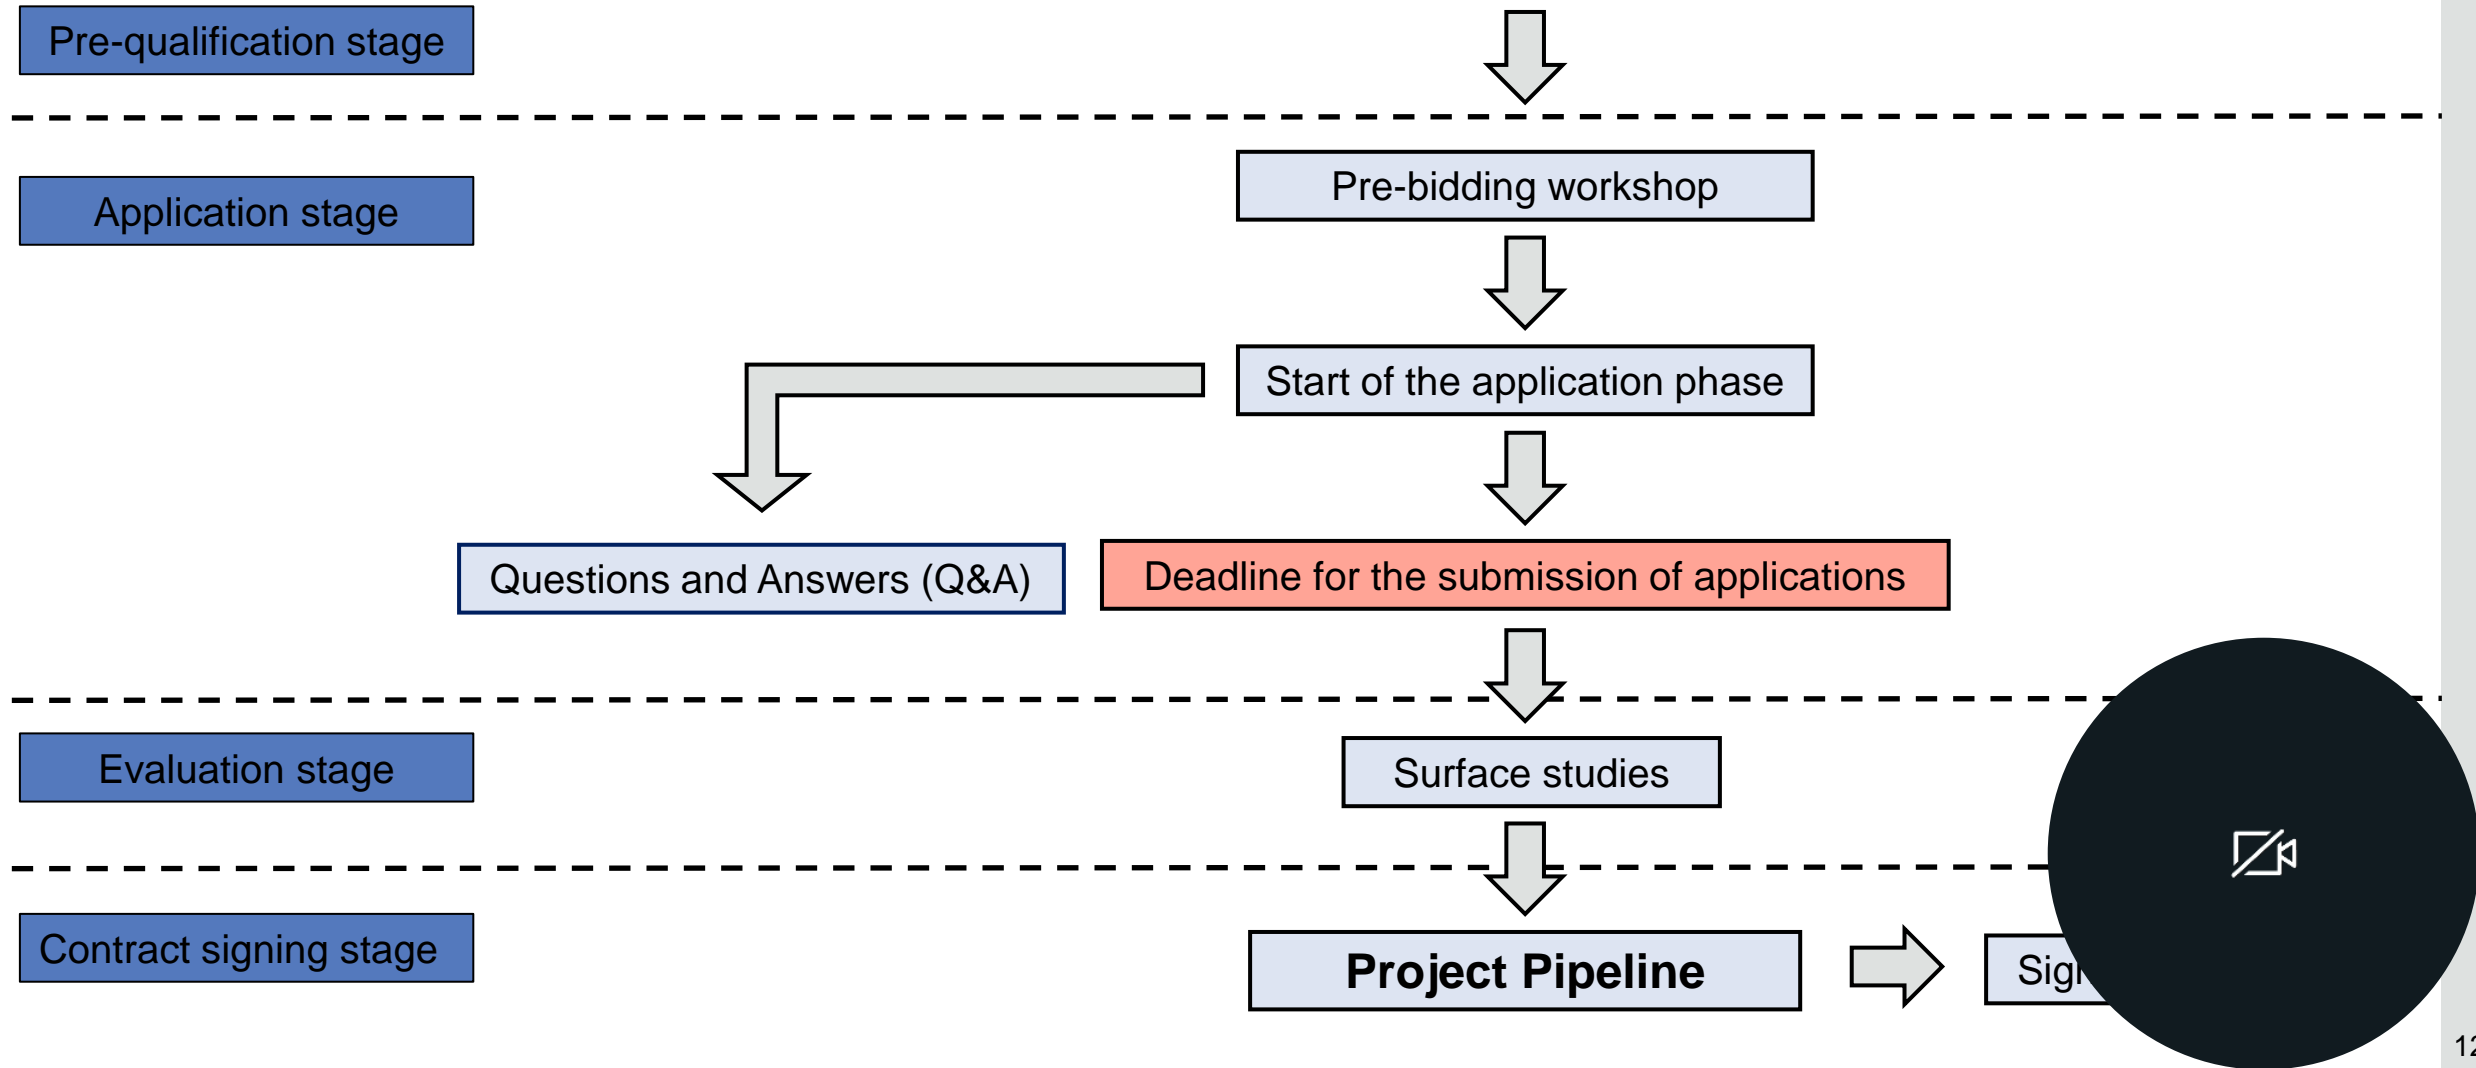 Pre-qualification stage
Application stage
Pre-bidding workshop
Start of the application phase
Questions and Answers (Q&A)
Deadline for the submission of applications
Evaluation stage
Surface studies
Contract signing stage
Project Pipeline